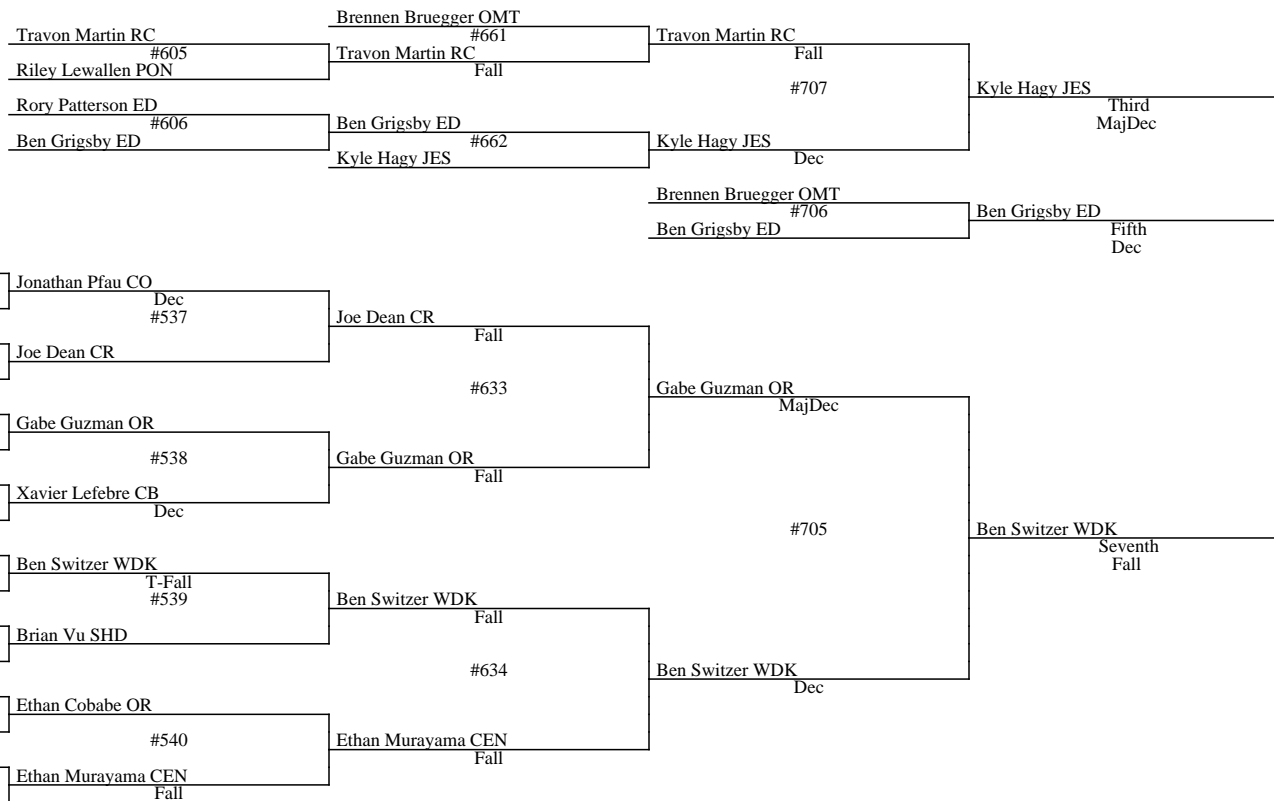 Brennen Bruegger OMT
Travon Martin RC
#661
Travon Martin RC
#605
Travon Martin RC
Fall
Riley Lewallen PON
Fall
#707
Kyle Hagy JES
Third
MajDec
Rory Patterson ED
#606
Ben Grigsby ED
Ben Grigsby ED
#662
Kyle Hagy JES
Kyle Hagy JES
Dec
Brennen Bruegger OMT
#706
Ben Grigsby ED
Ben Grigsby ED
Fifth
Dec
Jonathan Pfau CO
Dec
#537
Joe Dean CR
Fall
Joe Dean CR
#633
Gabe Guzman OR
MajDec
Gabe Guzman OR
#538
Gabe Guzman OR
Fall
Xavier Lefebre CB
Dec
#705
Ben Switzer WDK
Seventh
Fall
Ben Switzer WDK
T-Fall
#539
Ben Switzer WDK
Fall
Brian Vu SHD
#634
Ben Switzer WDK
Dec
Ethan Cobabe OR
#540
Ethan Murayama CEN
Fall
Ethan Murayama CEN
Fall